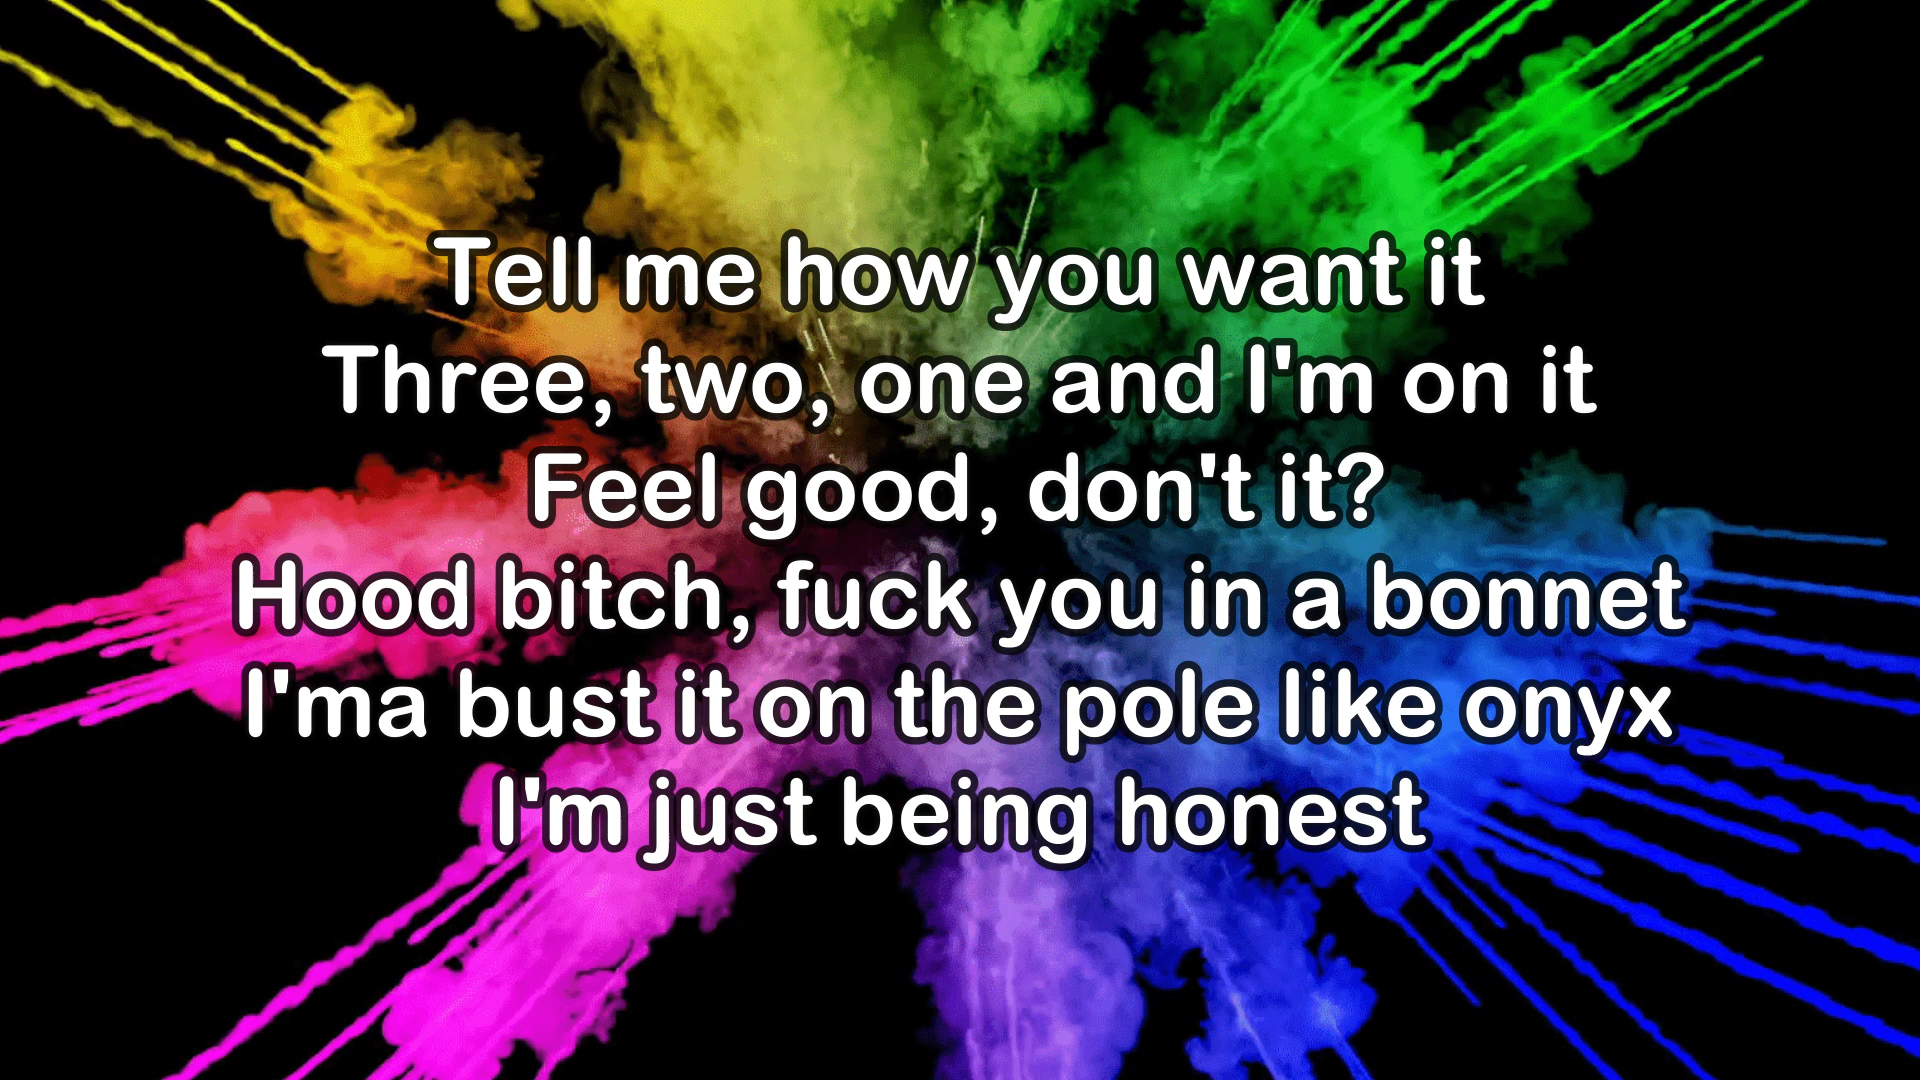 Tell me how you want it
Three, two, one and I'm on it
Feel good, don't it?
Hood bitch, fuck you in a bonnet
I'ma bust it on the pole like onyx
I'm just being honest